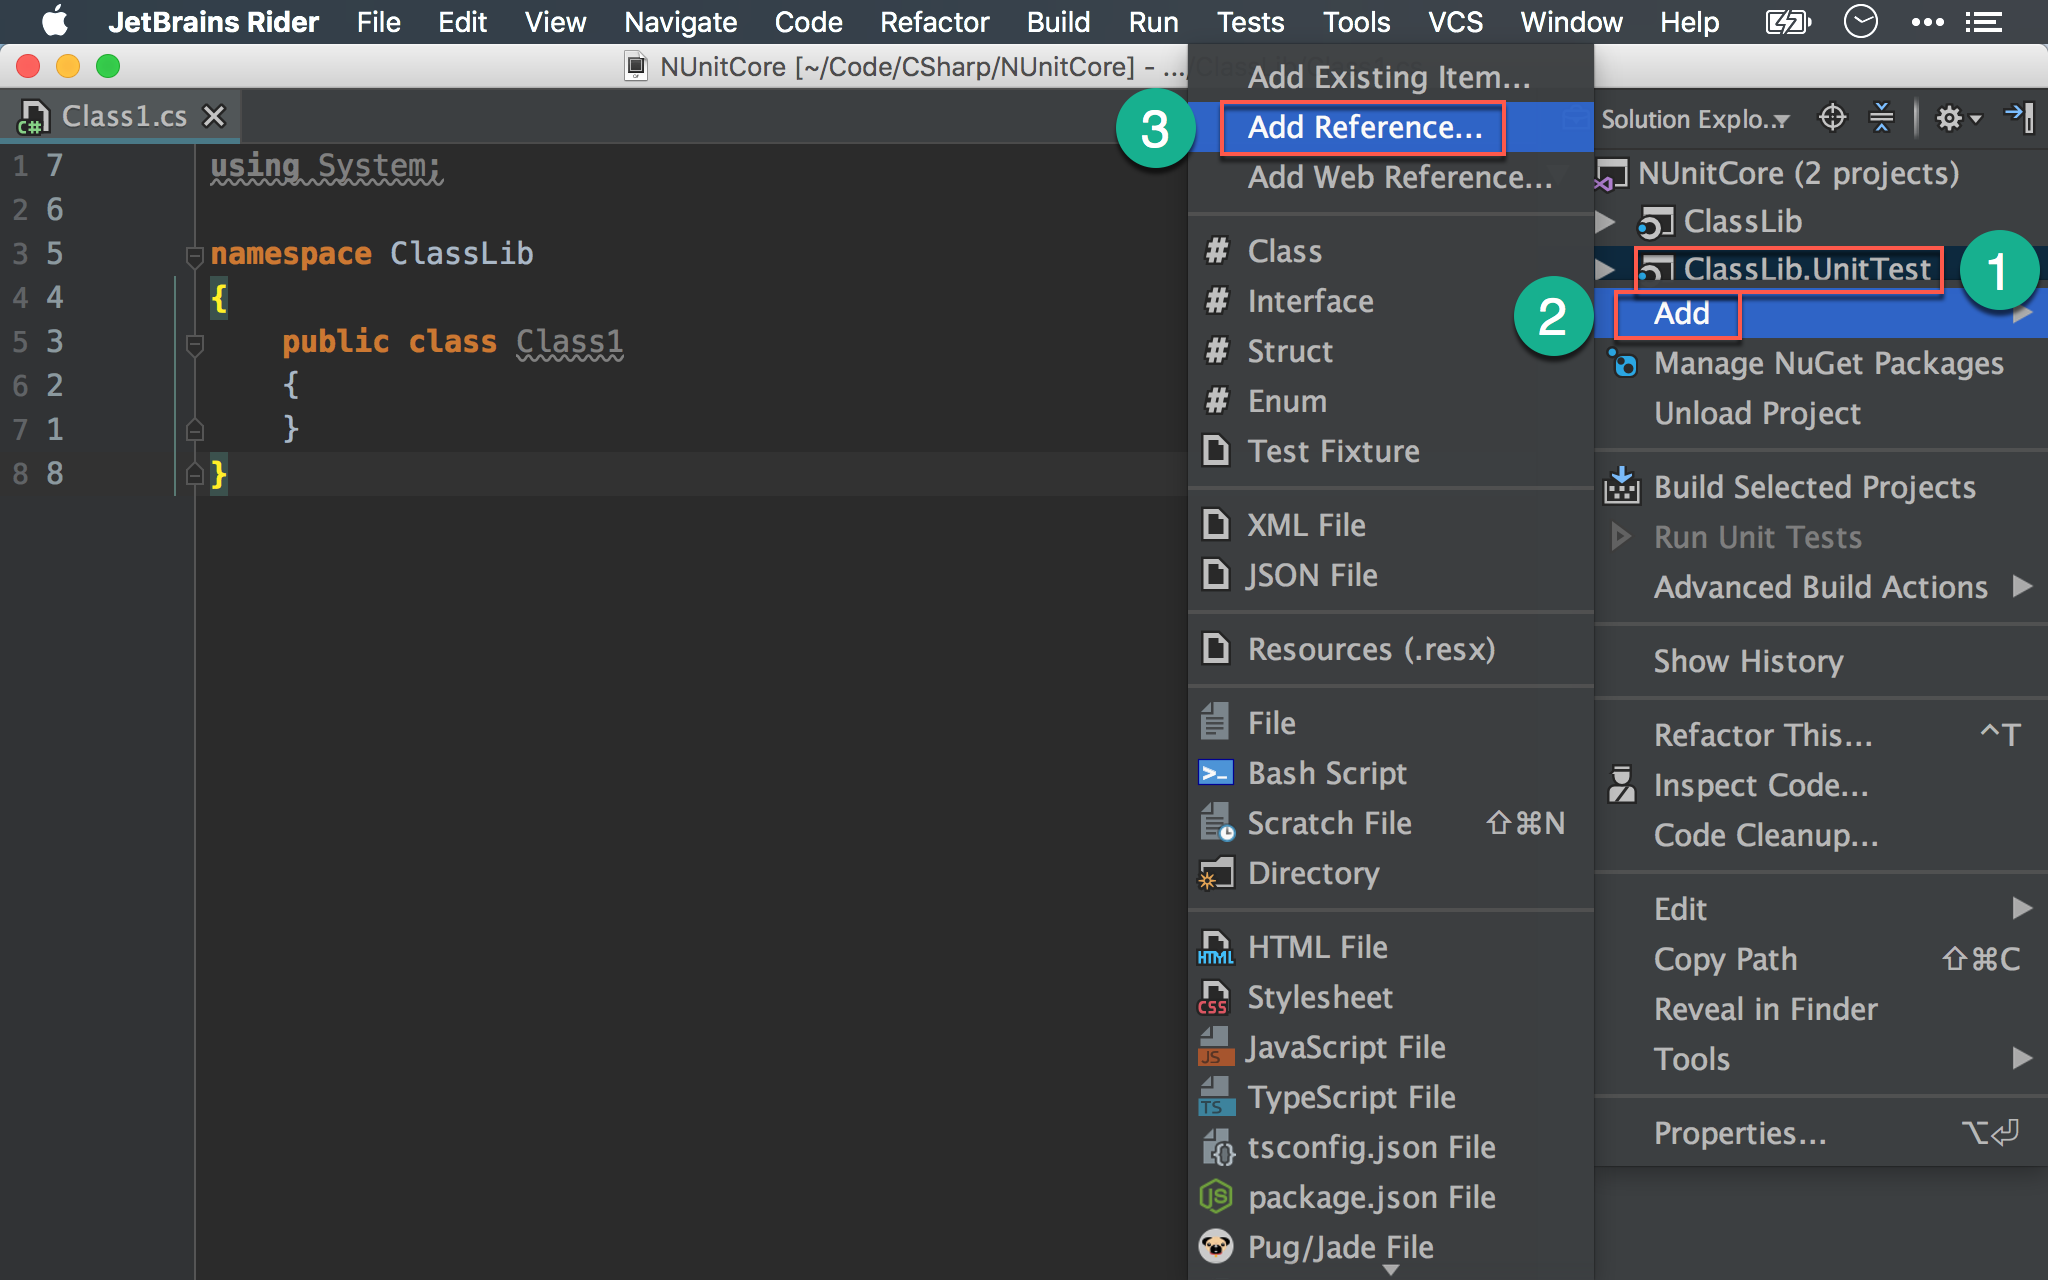 JetBrains Rider File Edit View Navigate Code Refactor Build Run Tests Tools VCS Window Help
NUnitCore [~/Code/CSharp/NUnitCore] - .../
Class1.cs
1 7 using System;
2 6
3 5 namespace ClassLib
4 4 {
5 3 public class Class1
6 2 {
7 1 }
8 8 }
Add Existing Item...
3 Add Reference...
Add Web Reference...
Class
Interface
Struct
Enum
Test Fixture
XML File
JSON File
Resources (.resx)
File
Bash Script
Scratch File ⇧⌘N
Directory
HTML File
Stylesheet
JavaScript File
TypeScript File
tsconfig.json File
package.json File
Pug/Jade File
Solution Explo...
NUnitCore (2 projects)
ClassLib
ClassLib.UnitTest 1
2 Add
Manage NuGet Packages
Unload Project
Build Selected Projects
Run Unit Tests
Advanced Build Actions
Show History
Refactor This... ^T
Inspect Code...
Code Cleanup...
Edit
Copy Path ⇧⌘C
Reveal in Finder
Tools
Properties... ⌥⏎